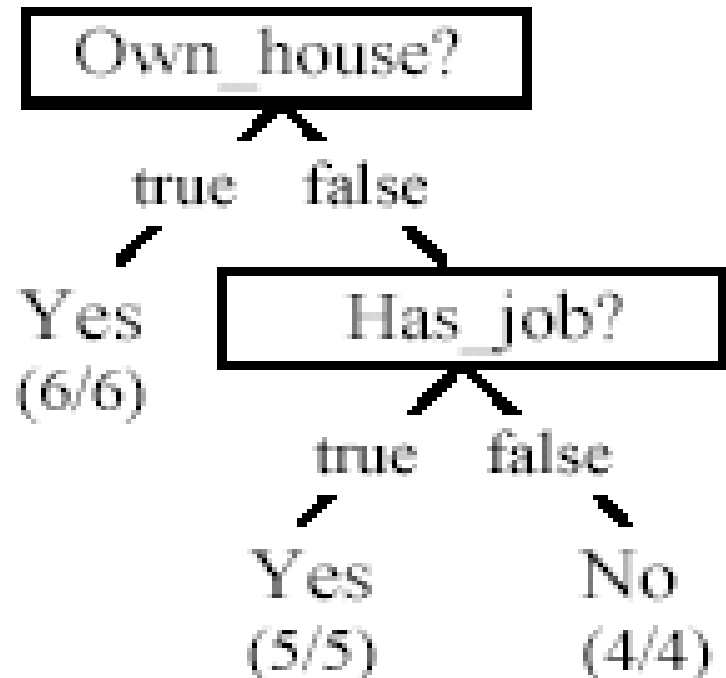 Own_house?
true false
Yes
(6/6)
Has_job?
true false
Yes No
(5/5) (4/4)